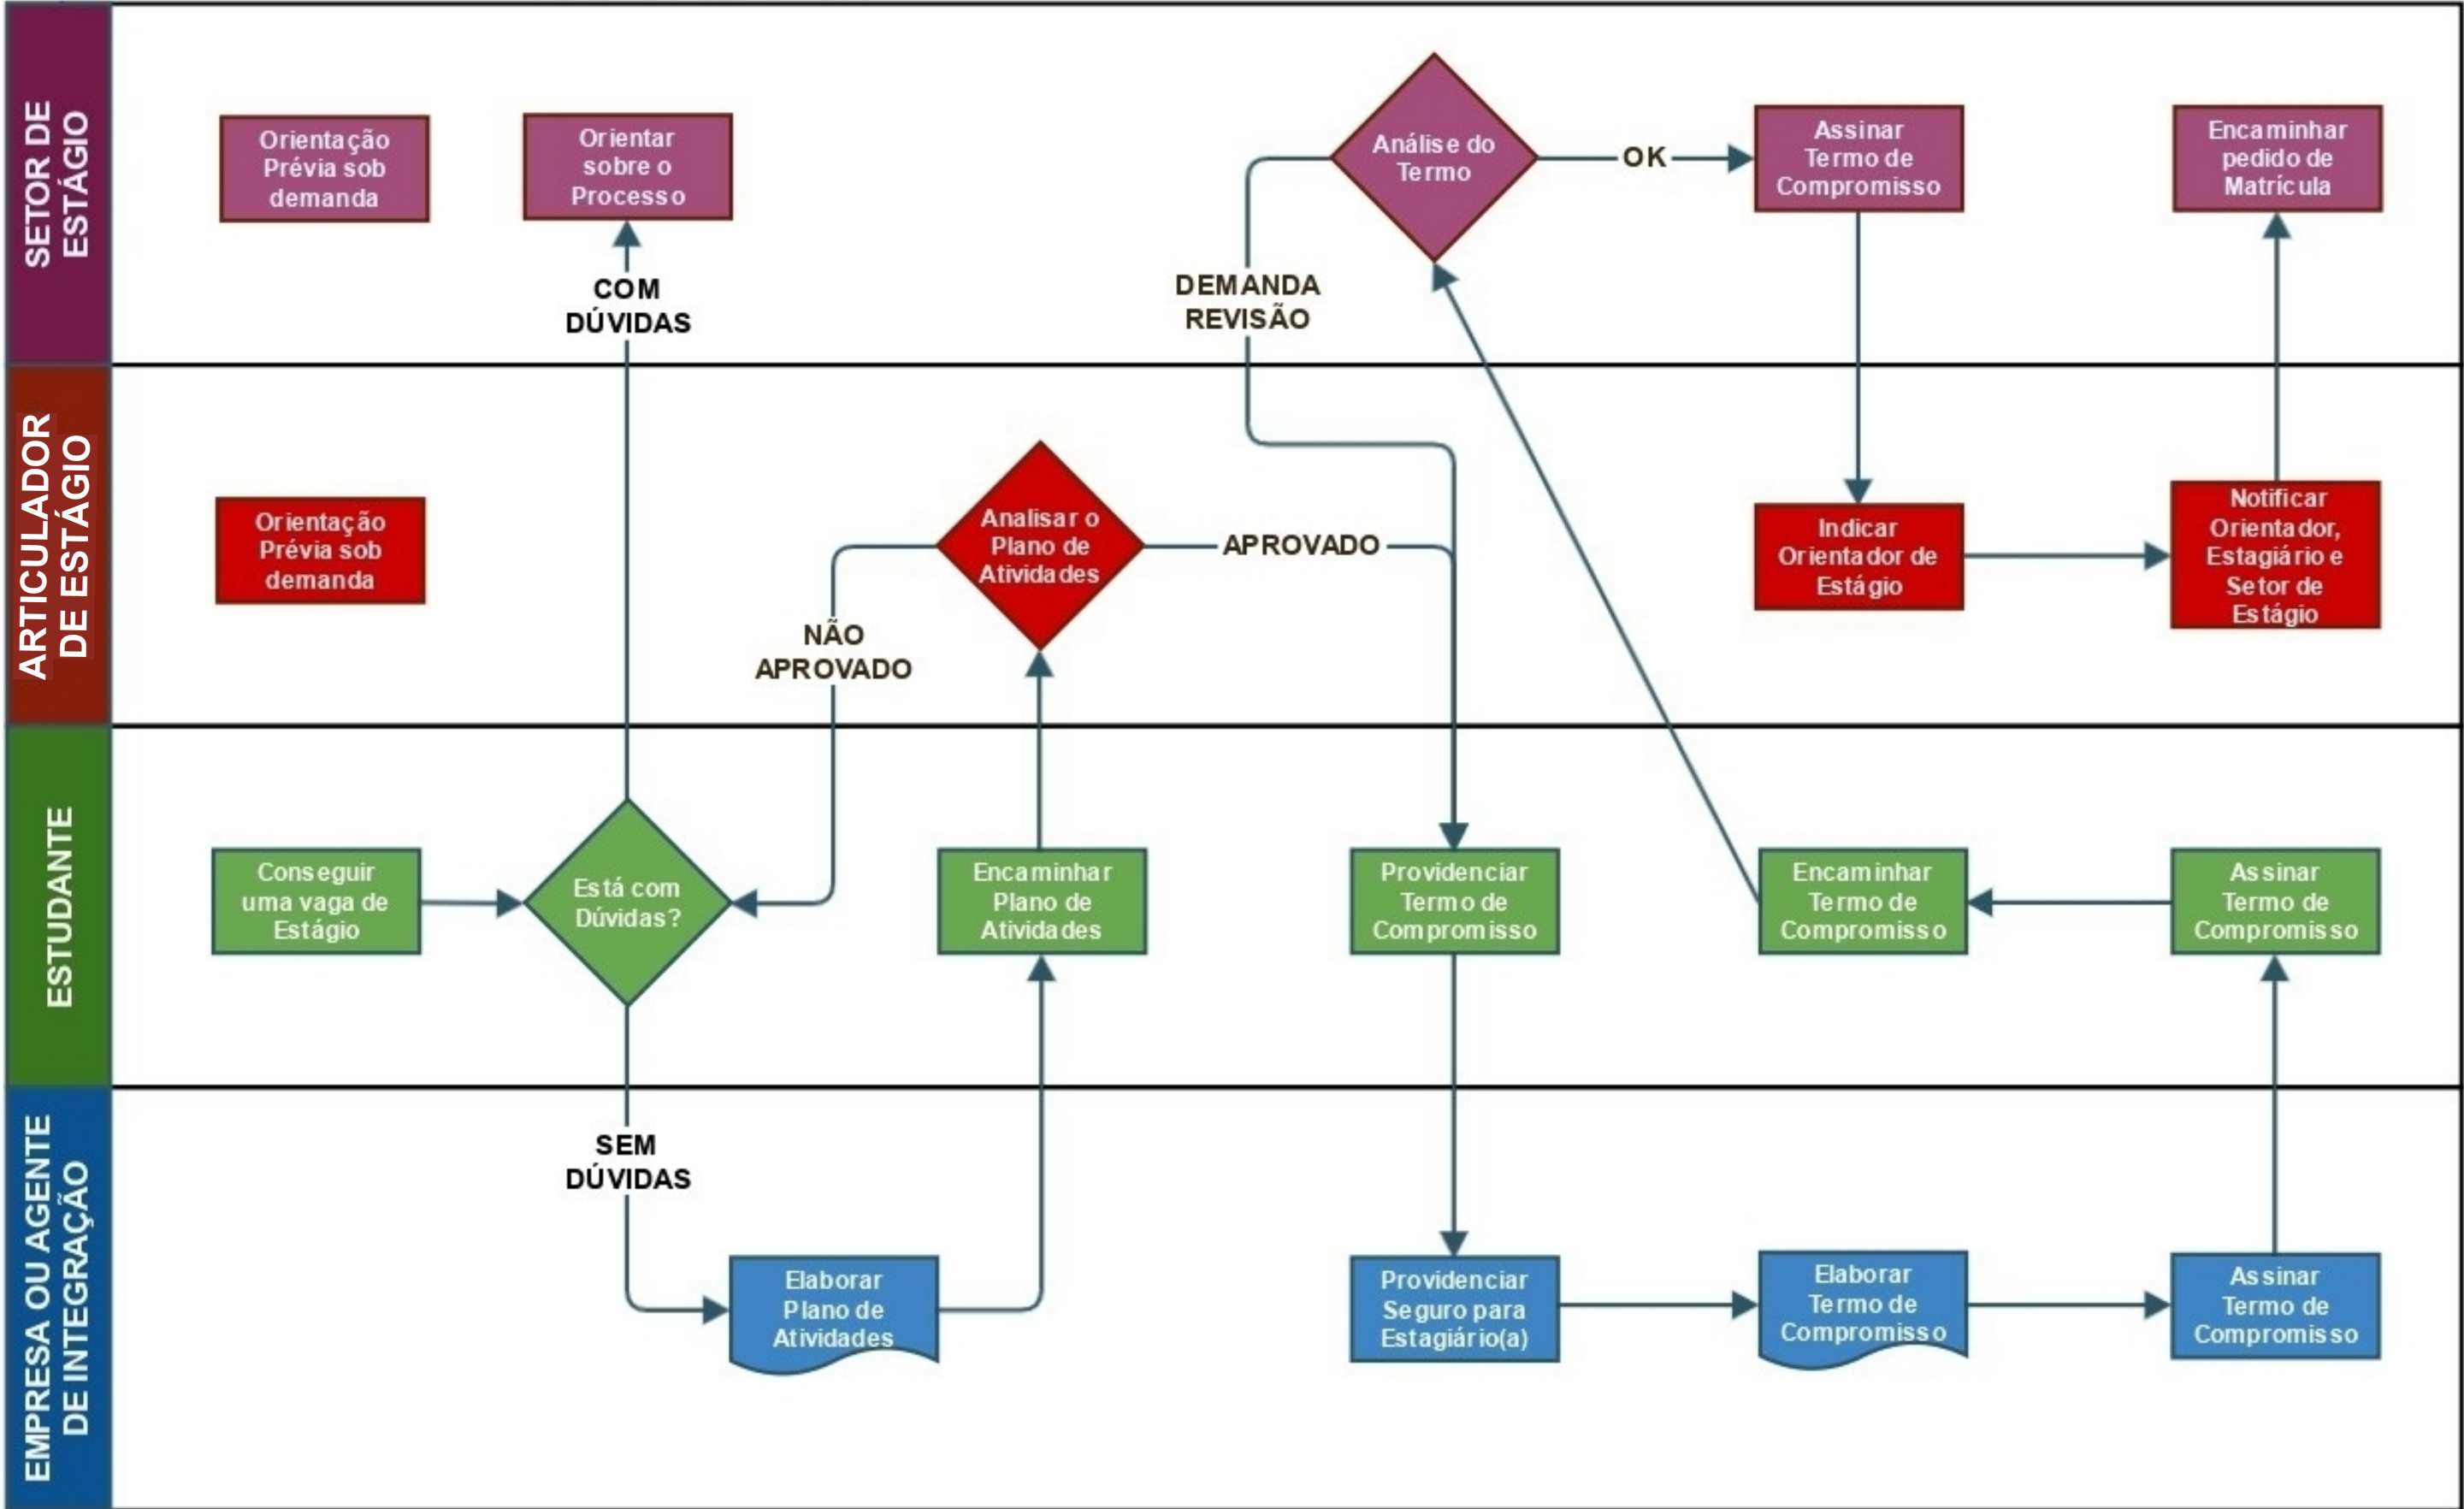 SETOR DE
ESTÁGIO
Orientação
Prévia sob
demanda
Orientar
sobre o
Processo
COM
DÚVIDAS
Análise do
Termo
OK
DEMANDA
REVISÃO
Assinar
Termo de
Compromisso
Encaminhar
pedido de
Matrícula
ARTICULADOR
DE ESTÁGIO
Orientação
Prévia sob
demanda
Analisar o
Plano de
Atividades
NÃO
APROVADO
APROVADO
Indicar
Orientador de
Estágio
Notificar
Orientador,
Estagiário e
Setor de
Estágio
ESTUDANTE
Conseguir
uma vaga de
Estágio
Está com
Dúvidas?
Encaminhar
Plano de
Atividades
Providenciar
Termo de
Compromisso
Encaminhar
Termo de
Compromisso
Assinar
Termo de
Compromisso
EMPRESA OU AGENTE
DE INTEGRAÇÃO
SEM
DÚVIDAS
Elaborar
Plano de
Atividades
Providenciar
Seguro para
Estagiário(a)
Elaborar
Termo de
Compromisso
Assinar
Termo de
Compromisso